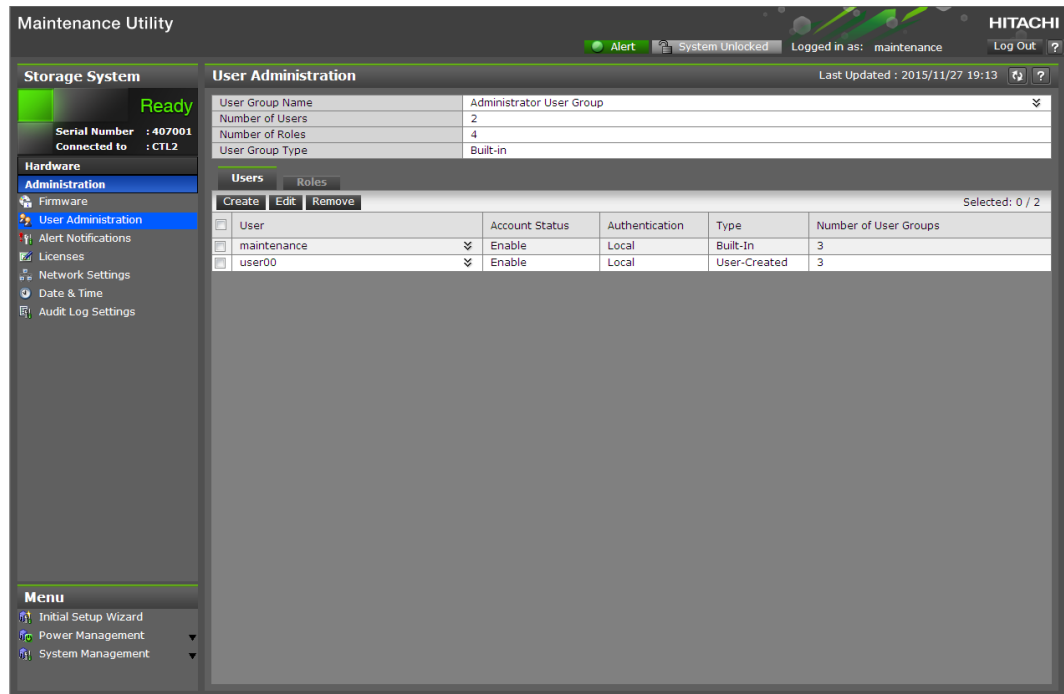 Maintenance Utility
HITACHI
Alert System Unlocked Logged in as: maintenance Log Out ?
Storage System
Ready
Serial Number : 407001
Connected to : CTL2
Hardware
Administration
Firmware
User Administration
Alert Notifications
Licenses
Network Settings
Date & Time
Audit Log Settings
Menu
Initial Setup Wizard
Power Management
System Management
User Administration Last Updated : 2015/11/27 19:13 ?
User Group Name Administrator User Group
Number of Users 2
Number of Roles 4
User Group Type Built-in
Users Roles
Create Edit Remove Selected: 0 / 2
User Account Status Authentication Type Number of User Groups
maintenance Enable Local Built-In 3
user00 Enable Local User-Created 3